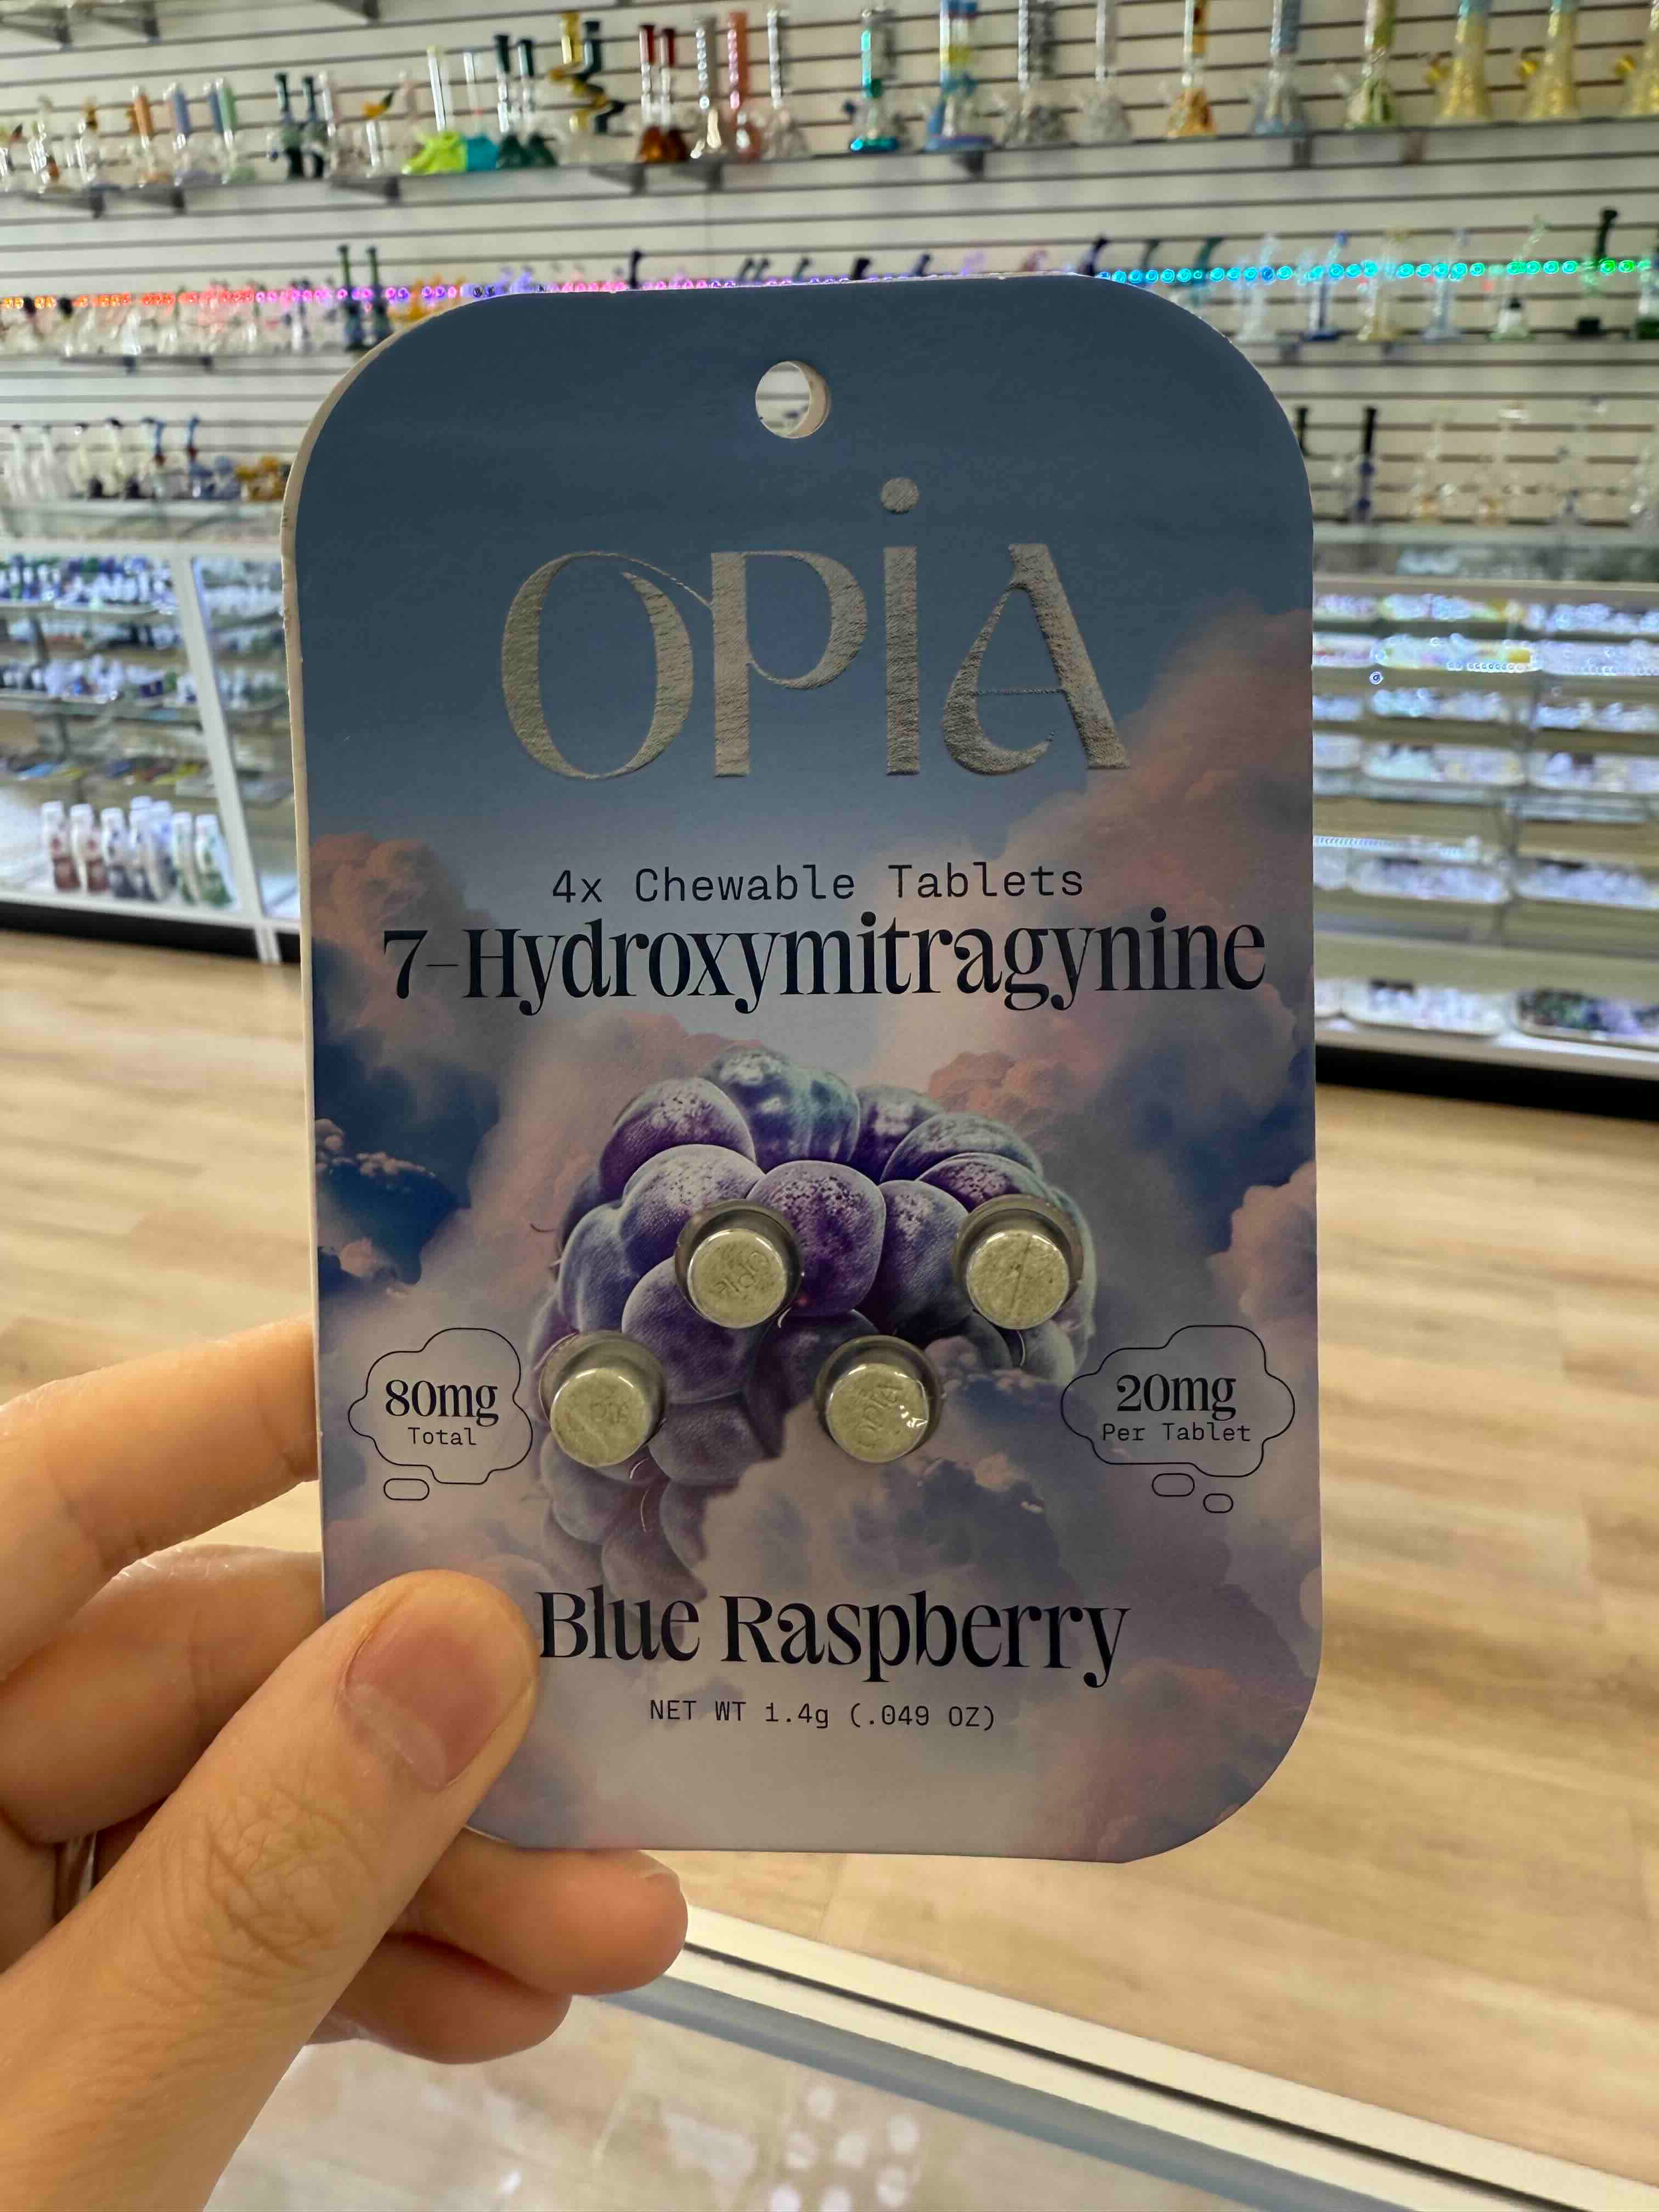 OPiA
4x Chewable Tablets
7-Hydroxymitragynine
80mg
Total
20mg
Per Tablet
Blue Raspberry
NET WT 1.4g (.049 OZ)